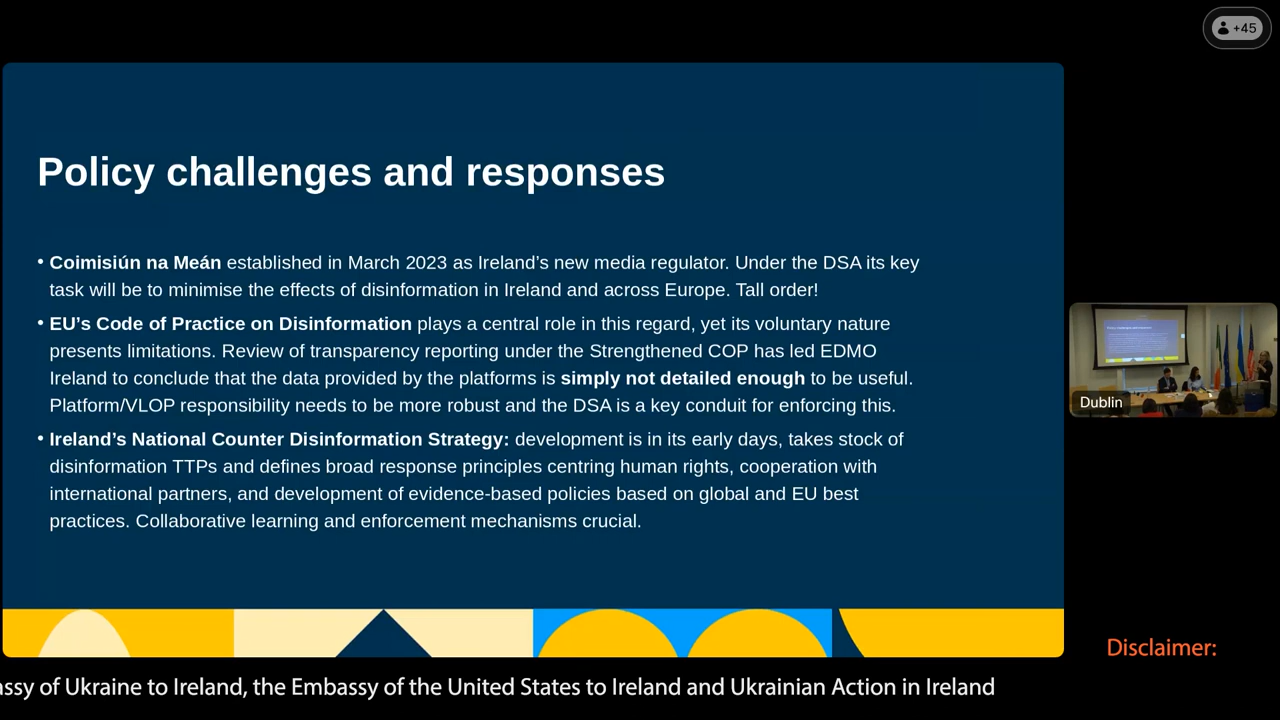 +45
Policy challenges and responses
• Coimisiún na Meán established in March 2023 as Ireland’s new media regulator. Under the DSA its key
task will be to minimise the effects of disinformation in Ireland and across Europe. Tall order!
• EU’s Code of Practice on Disinformation plays a central role in this regard, yet its voluntary nature
presents limitations. Review of transparency reporting under the Strengthened COP has led EDMO
Ireland to conclude that the data provided by the platforms is simply not detailed enough to be useful.
Platform/VLOP responsibility needs to be more robust and the DSA is a key conduit for enforcing this.
• Ireland’s National Counter Disinformation Strategy: development is in its early days, takes stock of
disinformation TTPs and defines broad response principles centring human rights, cooperation with
international partners, and development of evidence-based policies based on global and EU best
practices. Collaborative learning and enforcement mechanisms crucial.
Dublin
Disclaimer:
assy of Ukraine to Ireland, the Embassy of the United States to Ireland and Ukrainian Action in Ireland